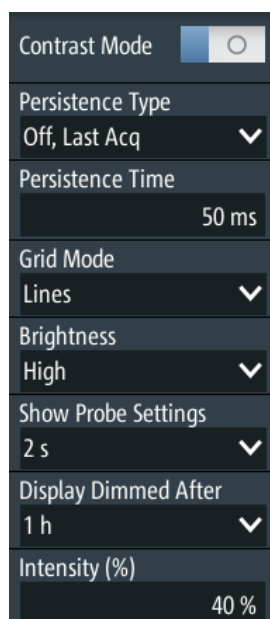 Contrast Mode
Persistence Type
Off, Last Acq
Persistence Time
50 ms
Grid Mode
Lines
Brightness
High
Show Probe Settings
2 s
Display Dimmed After
1 h
Intensity (%)
40 %